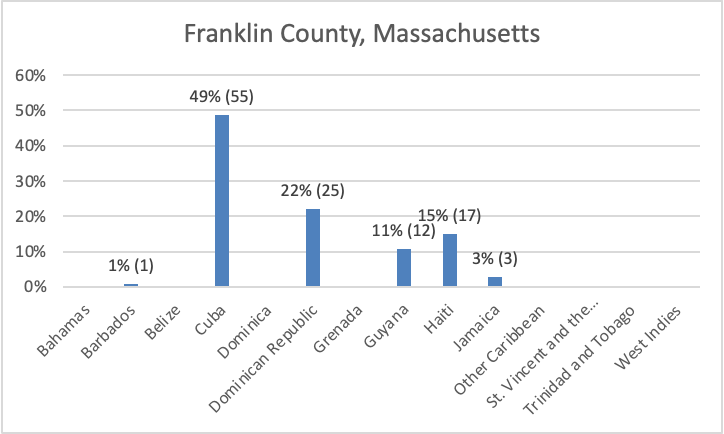 Franklin County, Massachusetts
60%
50%
40%
30%
20%
10%
0%
1% (1)
49% (55)
22% (25)
11% (12)
15% (17)
3% (3)
Bahamas
Barbados
Belize
Cuba
Dominica
Dominican Republic
Grenada
Guyana
Haiti
Jamaica
Other Caribbean
St. Vincent and the...
Trinidad and Tobago
West Indies